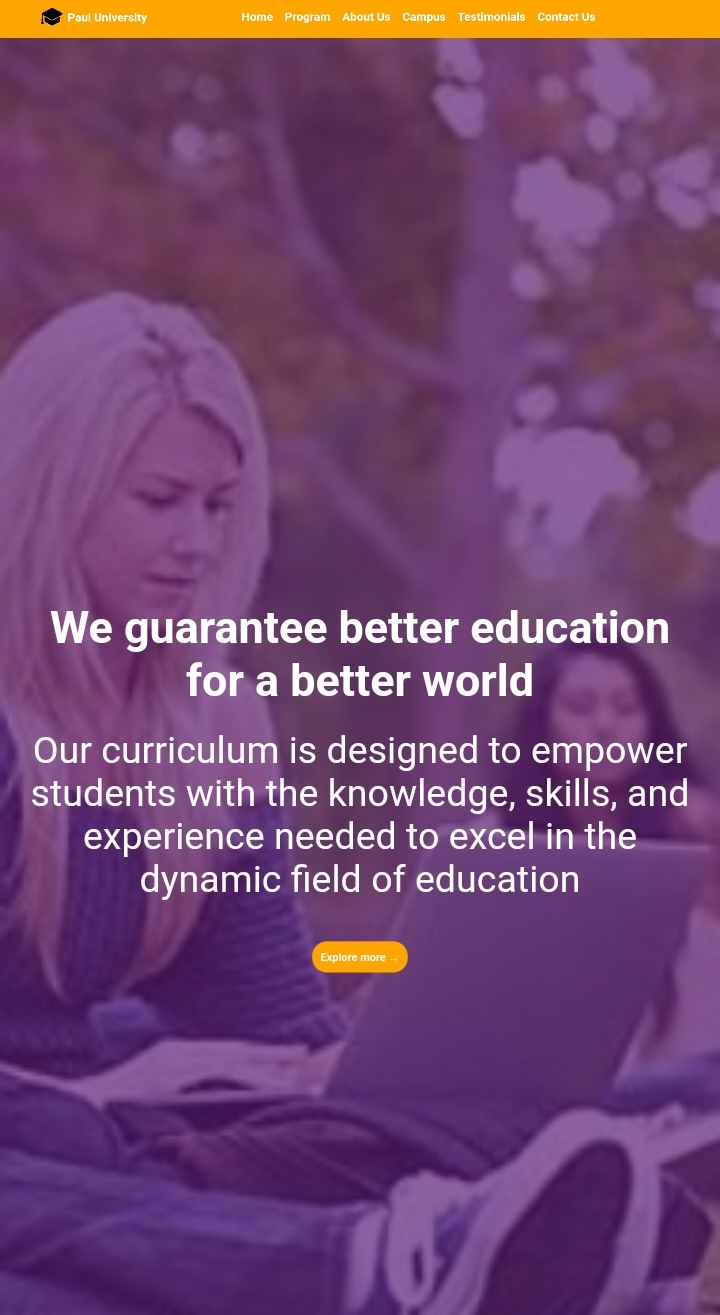 Paul University
Home Program About Us Campus Testimonials Contact Us
We guarantee better education
for a better world
Our curriculum is designed to empower
students with the knowledge, skills, and
experience needed to excel in the
dynamic field of education
Explore more →